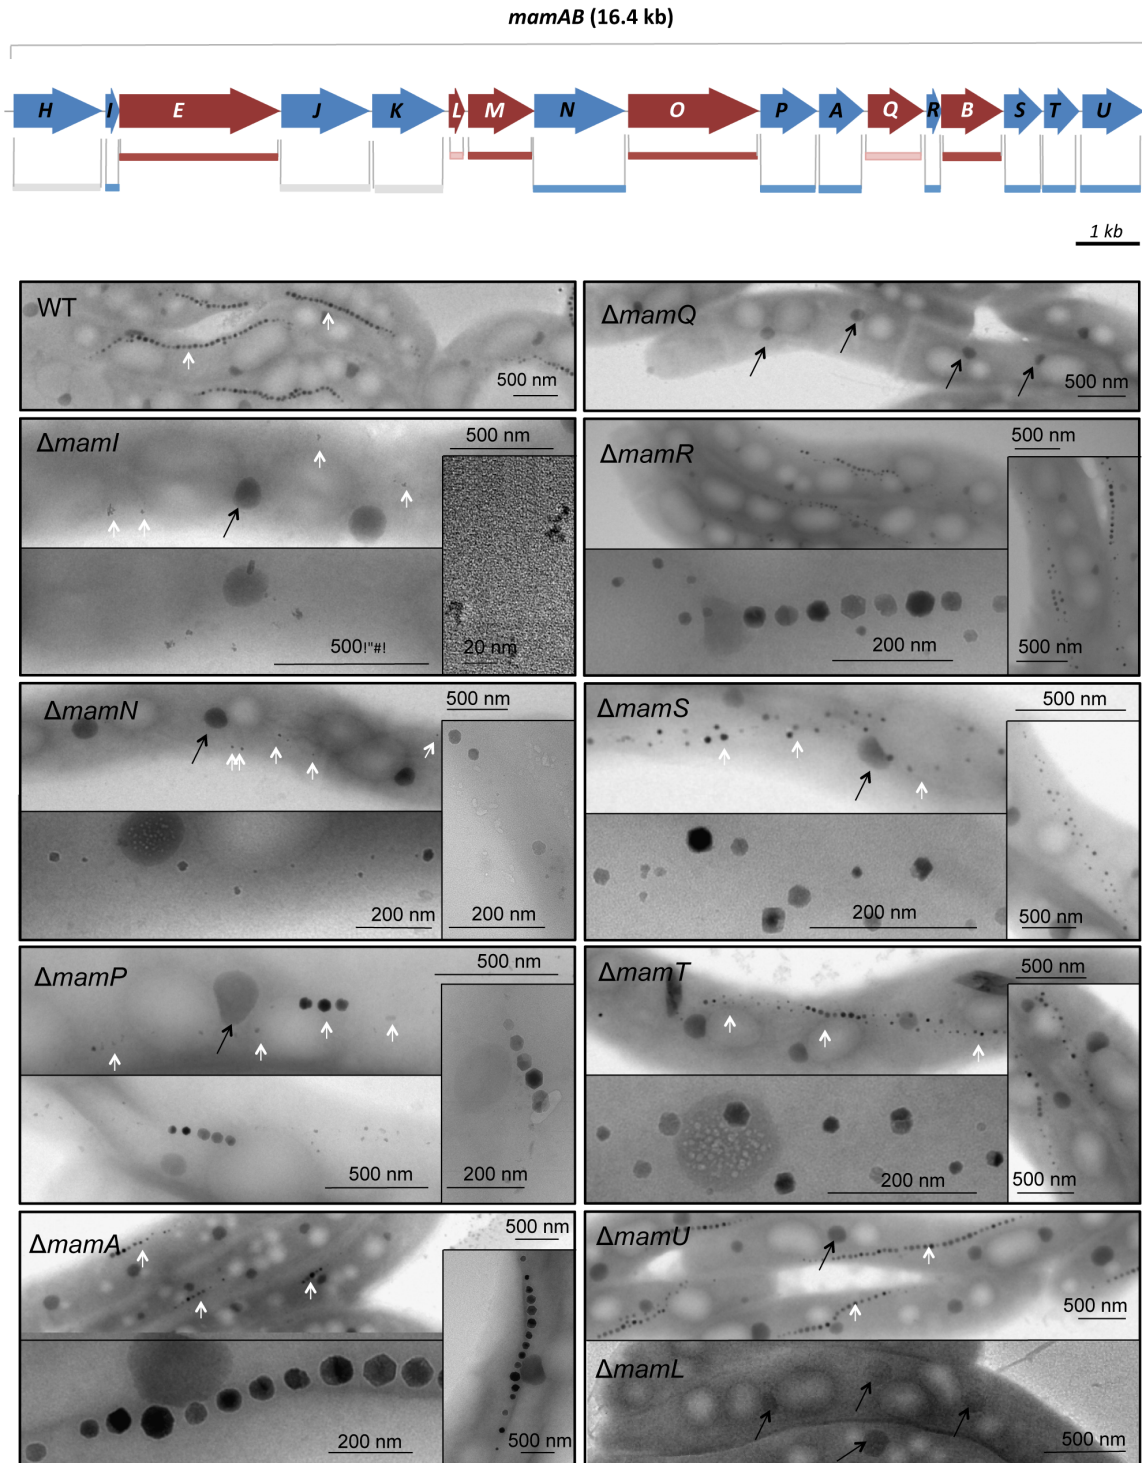 mamAB (16.4 kb)
H I E J K L M N O P A Q R B S T U
1 kb
WT
500 nm
ΔmamQ
500 nm
ΔmamI
500 nm
500!"#!
20 nm
ΔmamR
500 nm
200 nm
500 nm
ΔmamN
500 nm
200 nm
200 nm
ΔmamS
500 nm
200 nm
500 nm
ΔmamP
500 nm
500 nm
200 nm
ΔmamT
500 nm
200 nm
500 nm
ΔmamA
500 nm
200 nm
500 nm
ΔmamU
500 nm
ΔmamL
500 nm